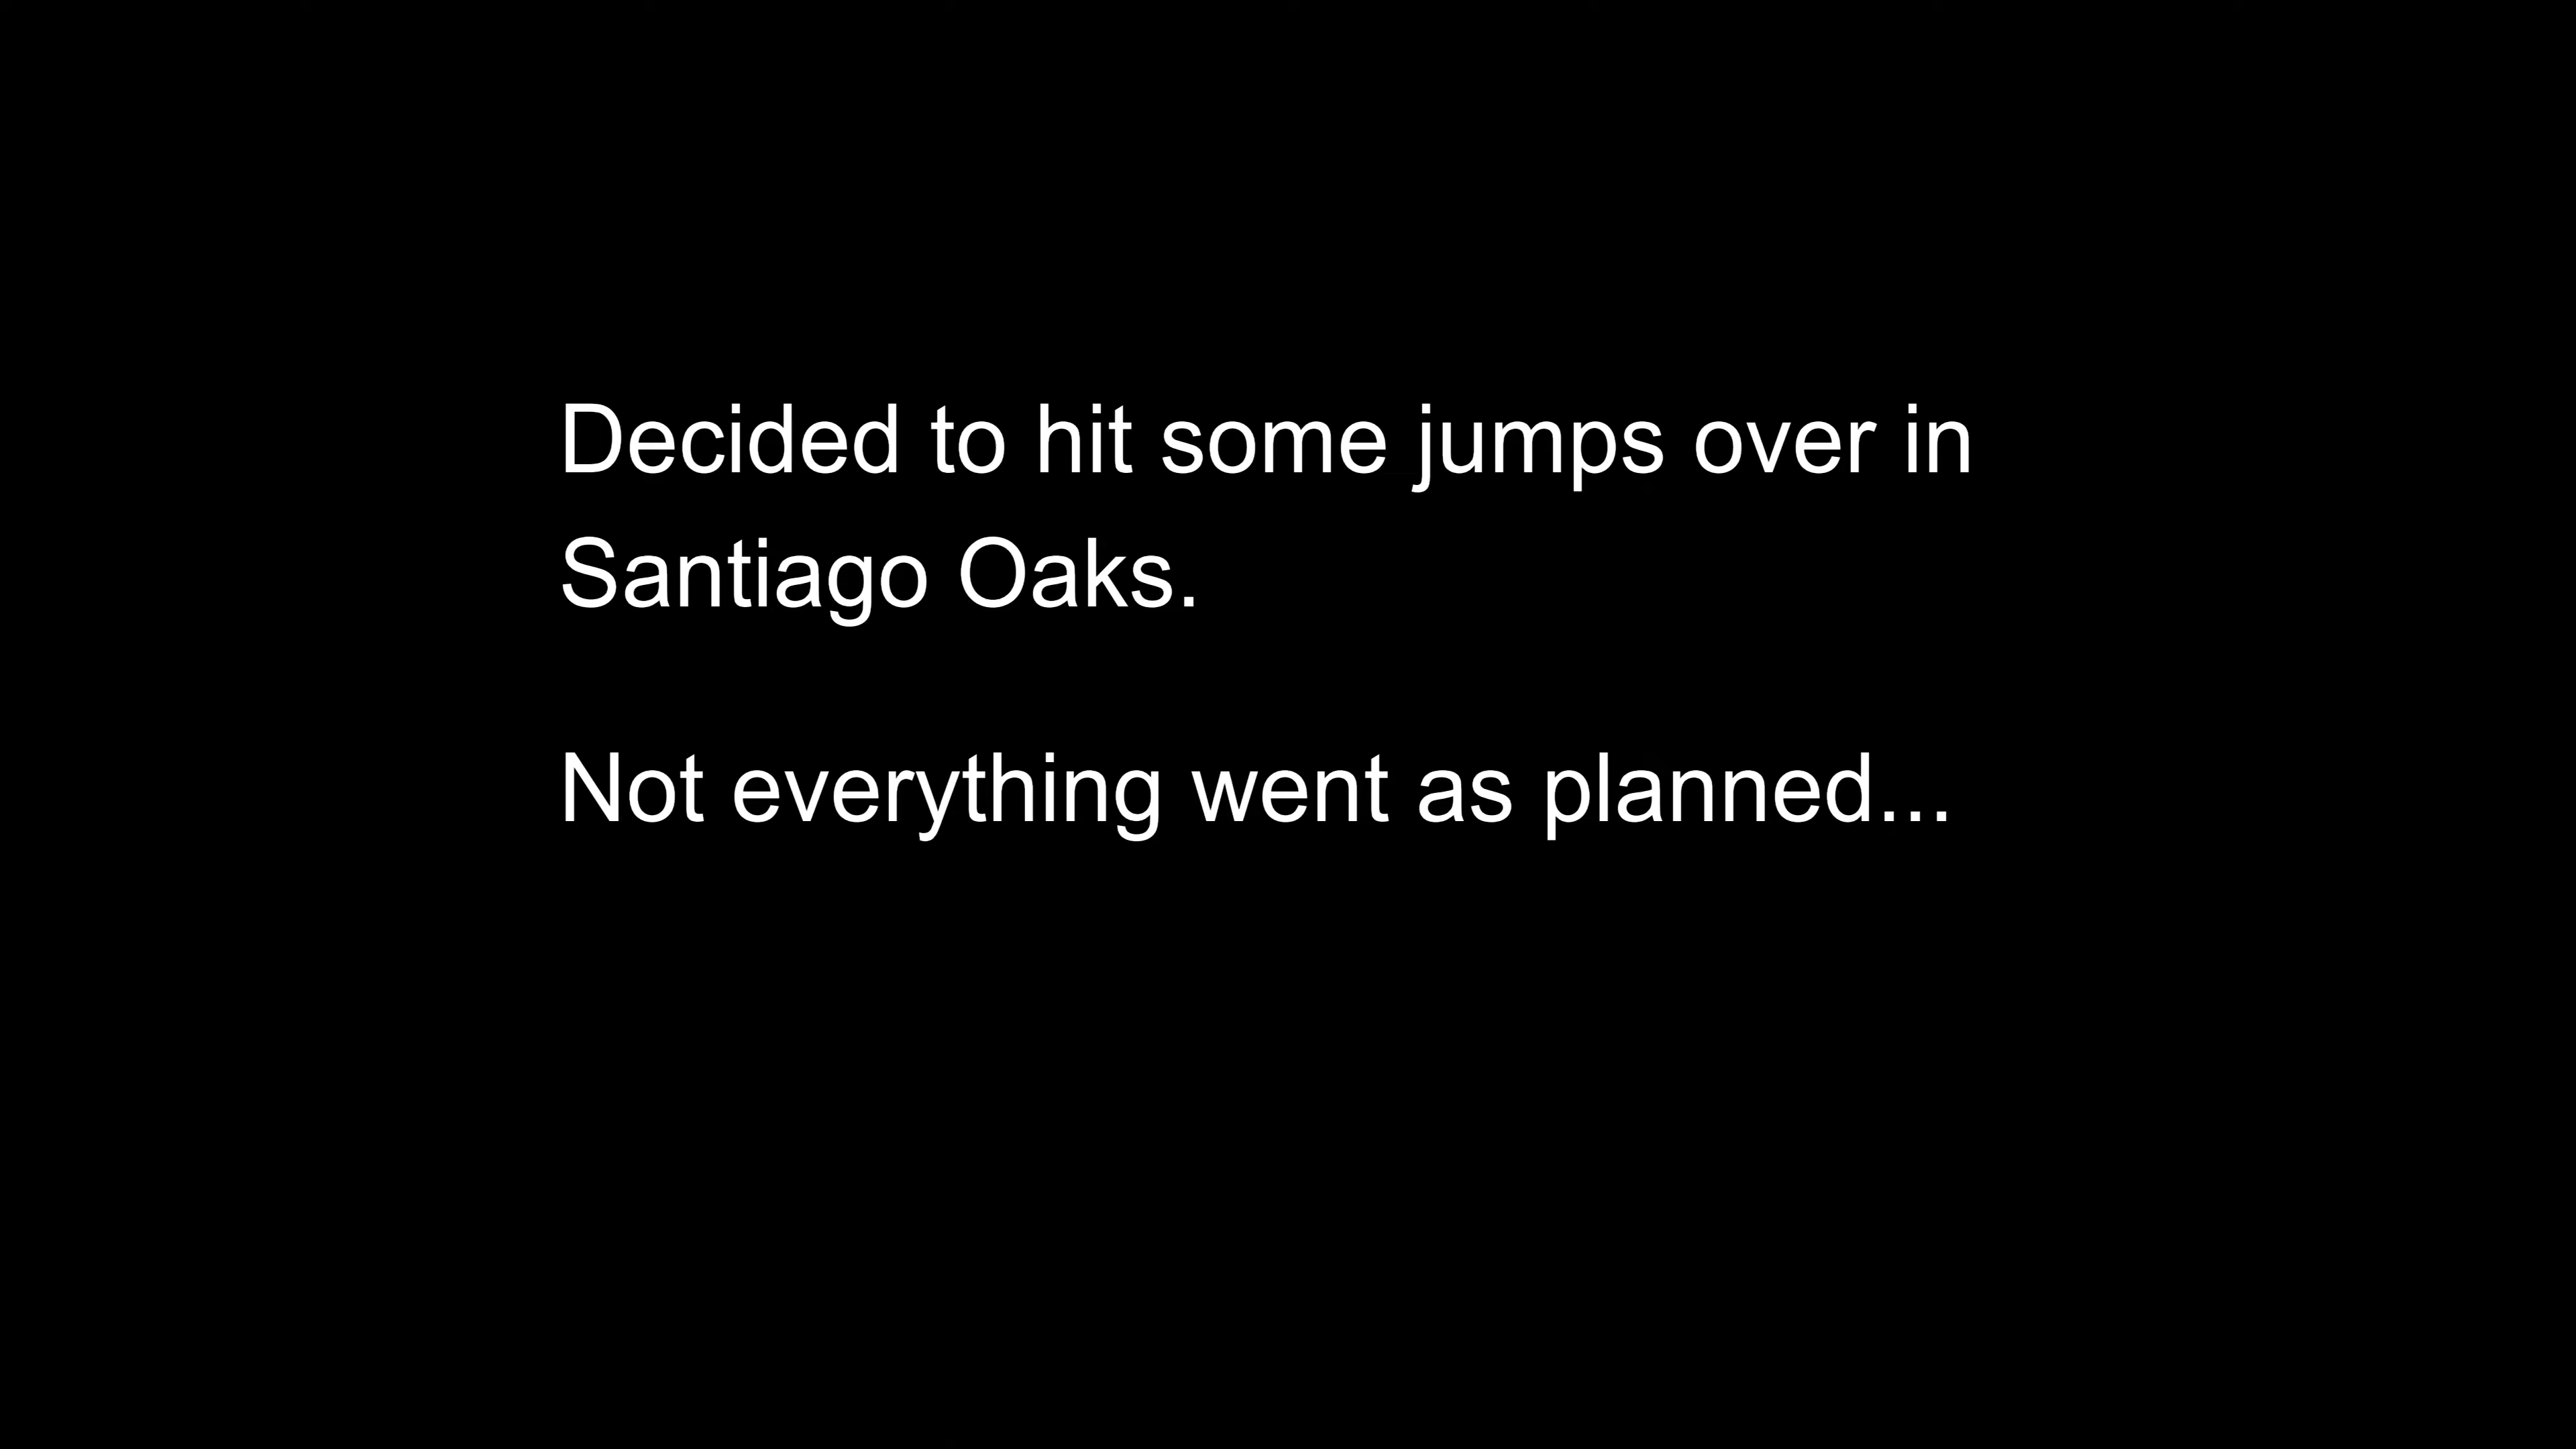 Decided to hit some jumps over in
Santiago Oaks.
Not everything went as planned...